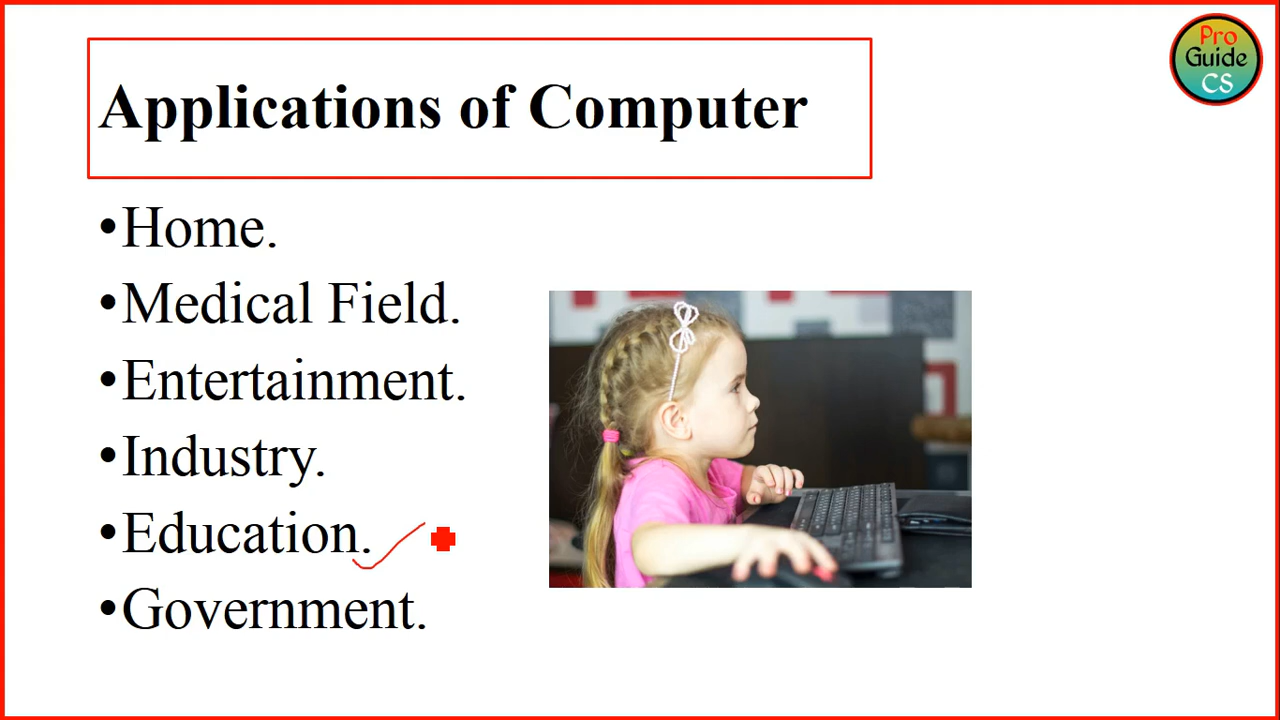 Pro
Guide
CS
Applications of Computer
•Home.
•Medical Field.
•Entertainment.
•Industry.
•Education.
•Government.